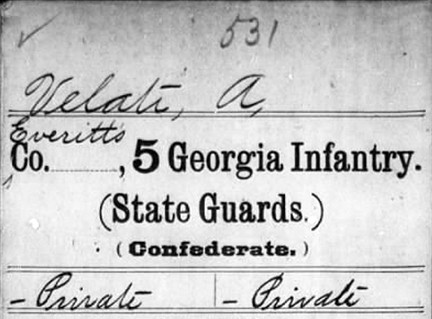 ✓ 531
Velati, A,
Everitts
Co. , 5 Georgia Infantry.
(State Guards.)
(Confederate.)
- Private | - Private